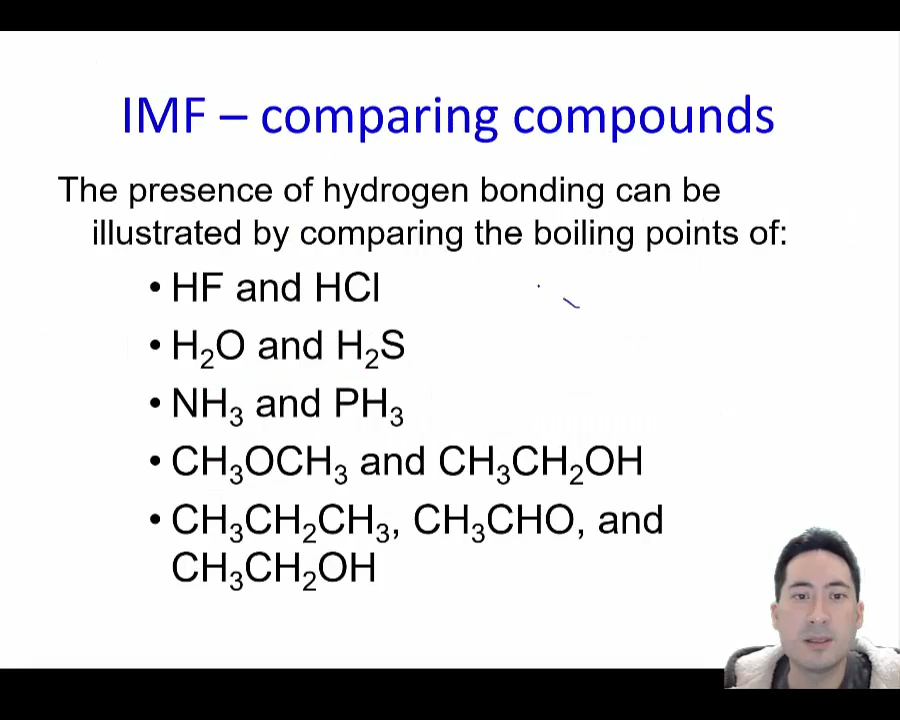 IMF – comparing compounds
The presence of hydrogen bonding can be
illustrated by comparing the boiling points of:
• HF and HCl
• H₂O and H₂S
• NH₃ and PH₃
• CH₃OCH₃ and CH₃CH₂OH
• CH₃CH₂CH₃, CH₃CHO, and
CH₃CH₂OH